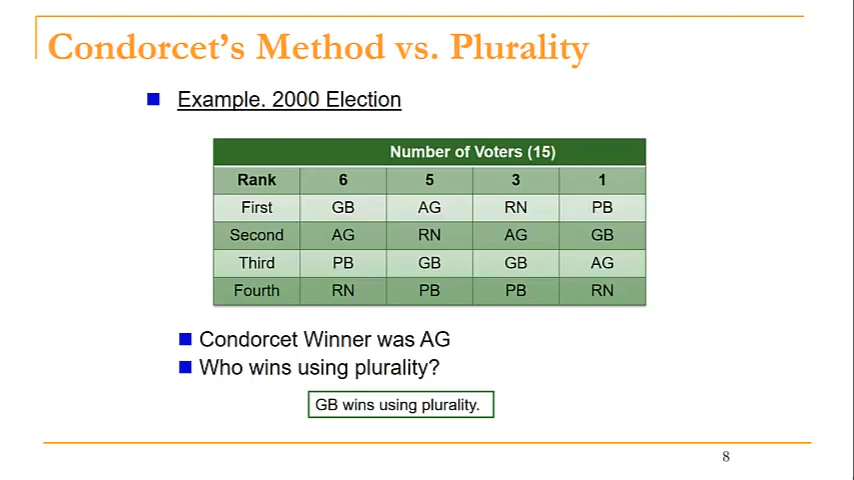 Condorcet's Method vs. Plurality
Example. 2000 Election
Number of Voters (15)
Rank 6 5 3 1
First GB AG RN PB
Second AG RN AG GB
Third PB GB GB AG
Fourth RN PB PB RN
Condorcet Winner was AG
Who wins using plurality?
GB wins using plurality.
8